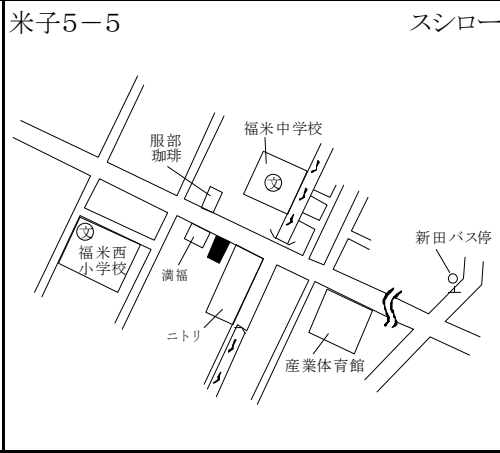 米子5－5
スシロー
服部
珈琲
福米中学校
文
文
福米西
小学校
満福
新田バス停
ニトリ
産業体育館